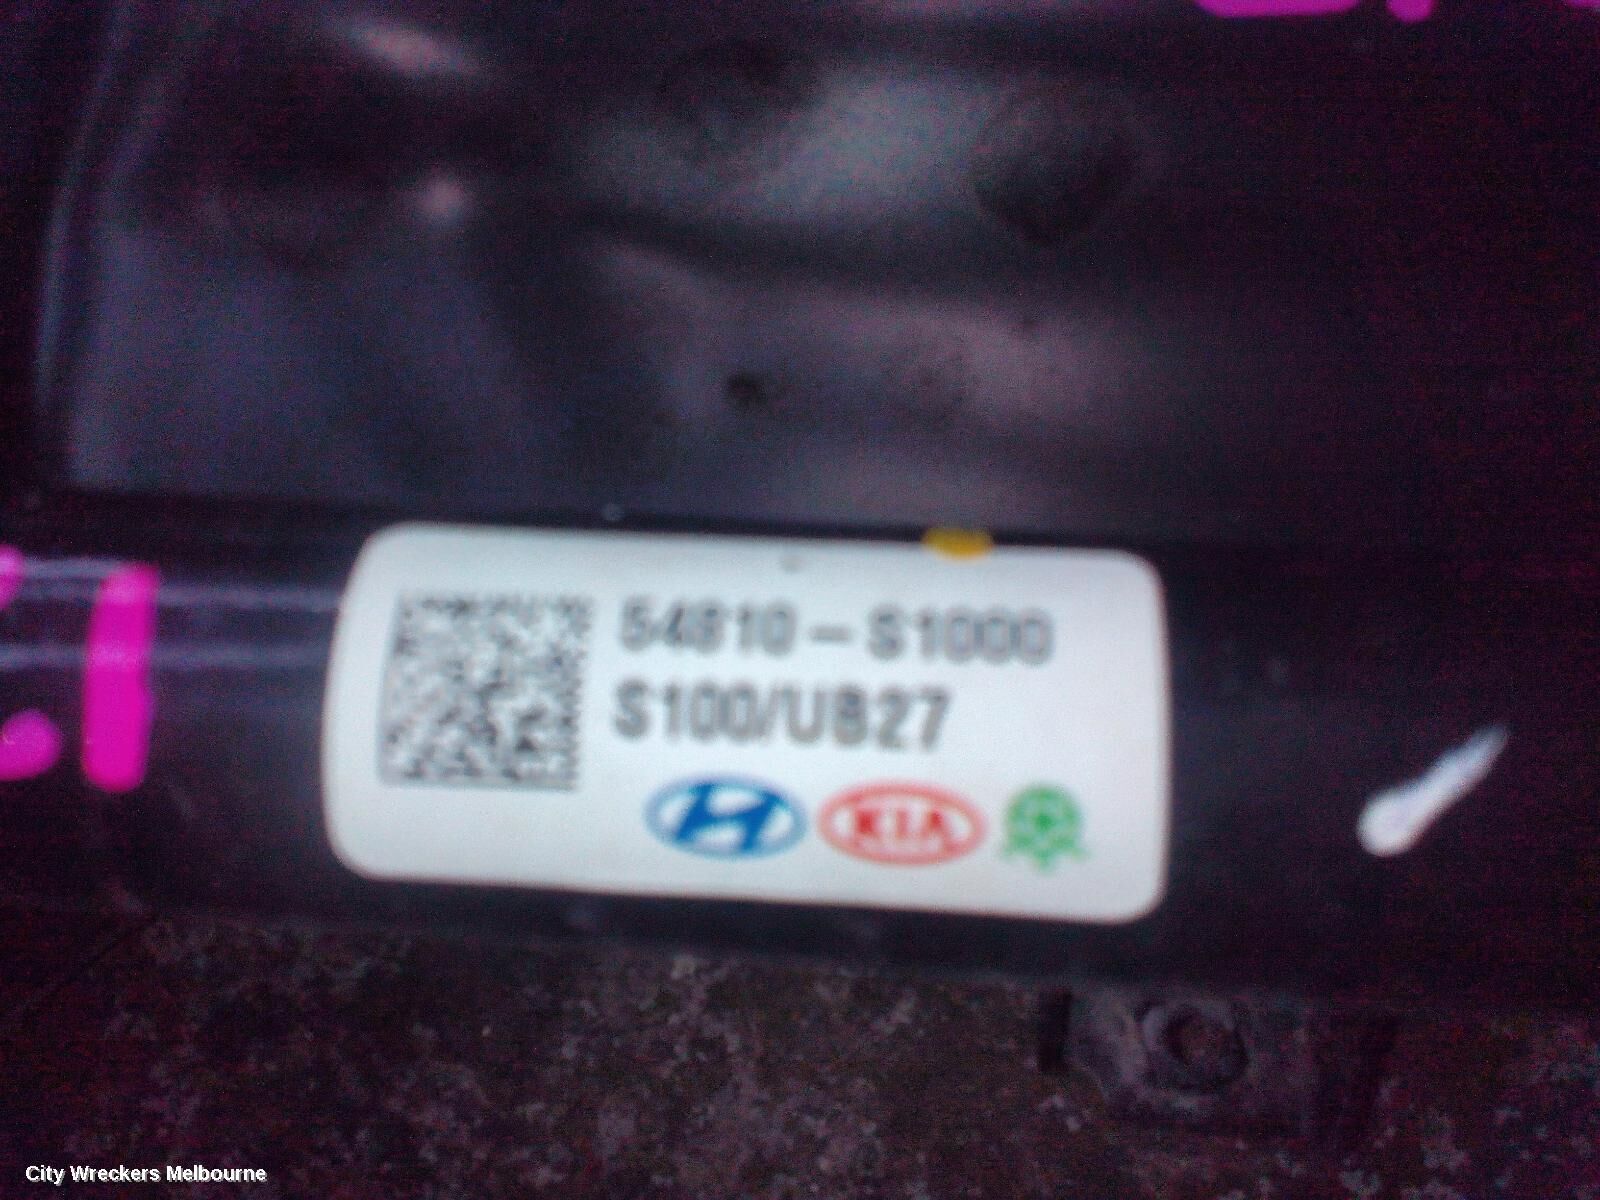 54810-S1000
S100/UB27
KIA
City Wreckers Melbourne